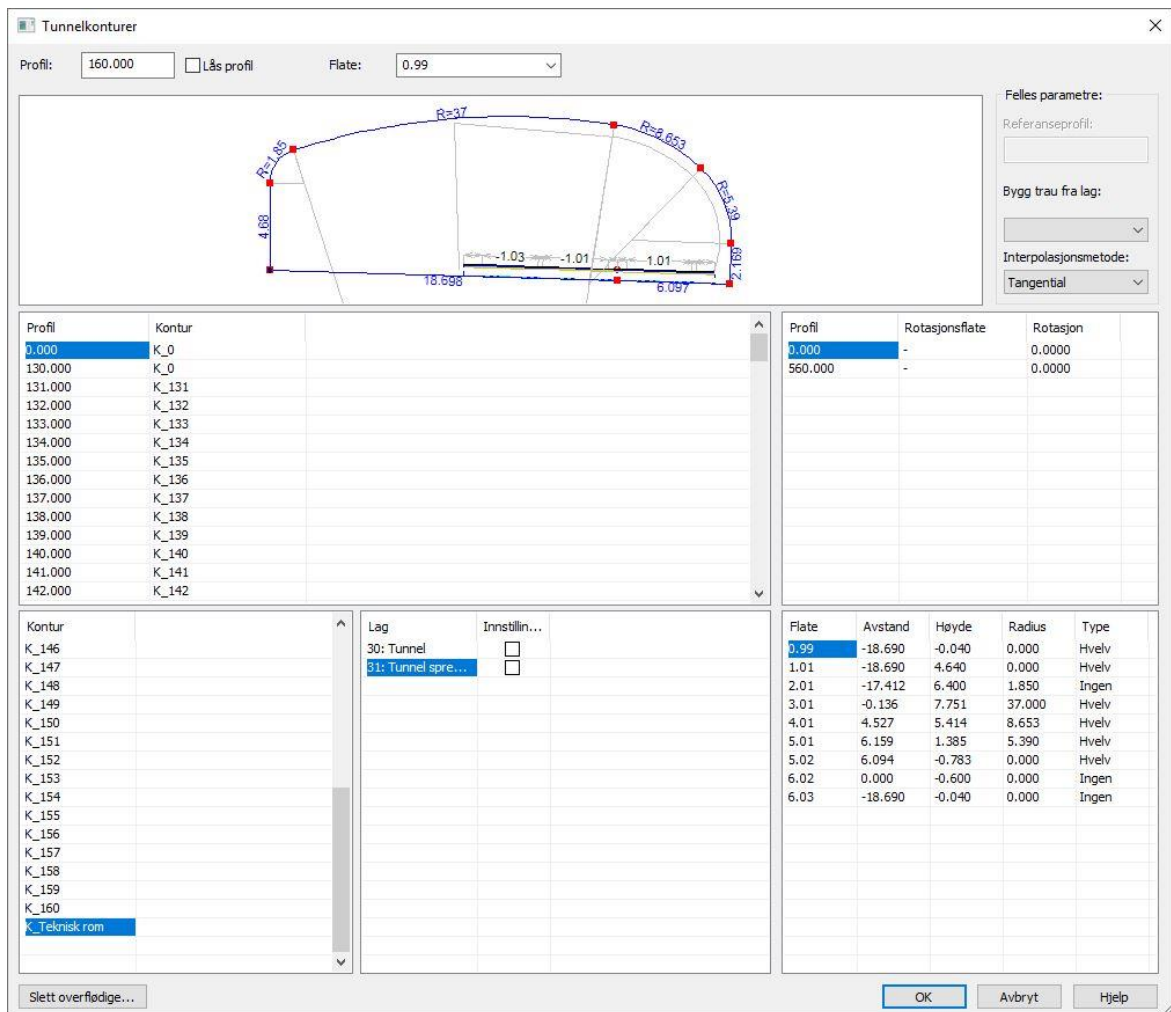 Tunnelkonturer
Profil: 160.000 Lås profil Flate: 0.99
Felles parametre:
Referanseprofil:
Bygg trau fra lag:
Interpolasjonsmetode:
Tangential
R=37
R=8.653
R=1.85
R=5.39
4.68
-1.03 -1.01 1.01
2.169
18.698 6.097
Profil Kontur
0.000 K_0
130.000 K_0
131.000 K_131
132.000 K_132
133.000 K_133
134.000 K_134
135.000 K_135
136.000 K_136
137.000 K_137
138.000 K_138
139.000 K_139
140.000 K_140
141.000 K_141
142.000 K_142
Profil Rotasjonsflate Rotasjon
0.000 - 0.0000
560.000 - 0.0000
Kontur
K_146
K_147
K_148
K_149
K_150
K_151
K_152
K_153
K_154
K_155
K_156
K_157
K_158
K_159
K_160
K_Teknisk rom
Lag Innstillin...
30: Tunnel
31: Tunnel spre...
Flate Avstand Høyde Radius Type
0.99 -18.690 -0.040 0.000 Hvelv
1.01 -18.690 4.640 0.000 Hvelv
2.01 -17.412 6.400 1.850 Ingen
3.01 -0.136 7.751 37.000 Hvelv
4.01 4.527 5.414 8.653 Hvelv
5.01 6.159 1.385 5.390 Hvelv
5.02 6.094 -0.783 0.000 Hvelv
6.02 0.000 -0.600 0.000 Ingen
6.03 -18.690 -0.040 0.000 Ingen
Slett overflødige... OK Avbryt Hjelp